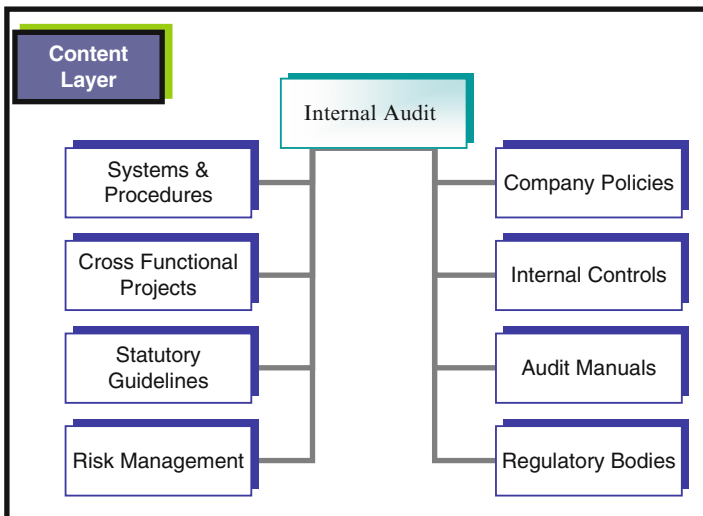 Content
Layer
Internal Audit
Systems &
Procedures
Company Policies
Cross Functional
Projects
Internal Controls
Statutory
Guidelines
Audit Manuals
Risk Management
Regulatory Bodies